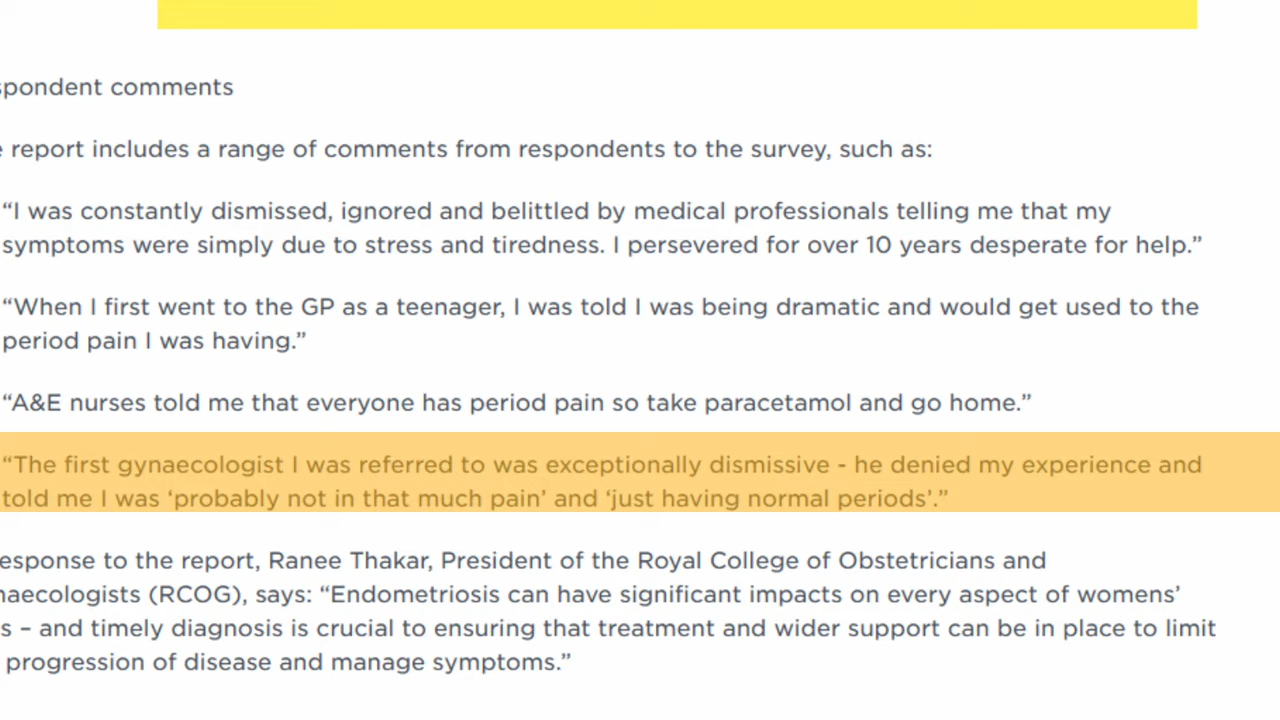 spondent comments
report includes a range of comments from respondents to the survey, such as:
“I was constantly dismissed, ignored and belittled by medical professionals telling me that my
symptoms were simply due to stress and tiredness. I persevered for over 10 years desperate for help.”
“When I first went to the GP as a teenager, I was told I was being dramatic and would get used to the
period pain I was having.”
“A&E nurses told me that everyone has period pain so take paracetamol and go home.”
“The first gynaecologist I was referred to was exceptionally dismissive - he denied my experience and
told me I was ‘probably not in that much pain’ and ‘just having normal periods’.”
esponse to the report, Ranee Thakar, President of the Royal College of Obstetricians and
naecologists (RCOG), says: “Endometriosis can have significant impacts on every aspect of womens’
s – and timely diagnosis is crucial to ensuring that treatment and wider support can be in place to limit
progression of disease and manage symptoms.”